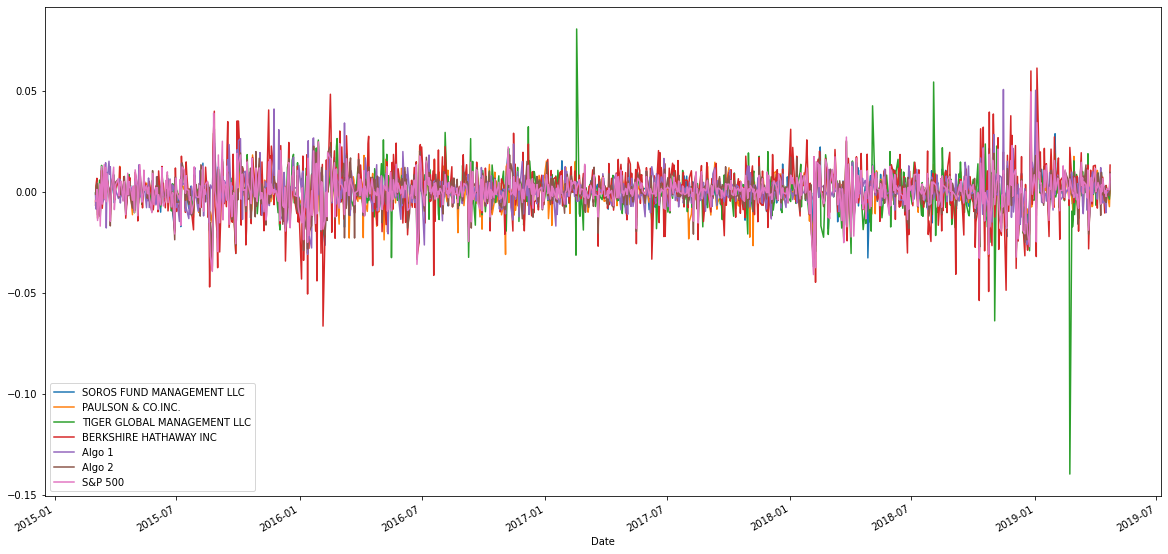 0.05
0.00
−0.05
−0.10
−0.15
SOROS FUND MANAGEMENT LLC
PAULSON & CO.INC.
TIGER GLOBAL MANAGEMENT LLC
BERKSHIRE HATHAWAY INC
Algo 1
Algo 2
S&P 500
2015-01
2015-07
2016-01
2016-07
2017-01
2017-07
2018-01
2018-07
2019-01
2019-07
Date